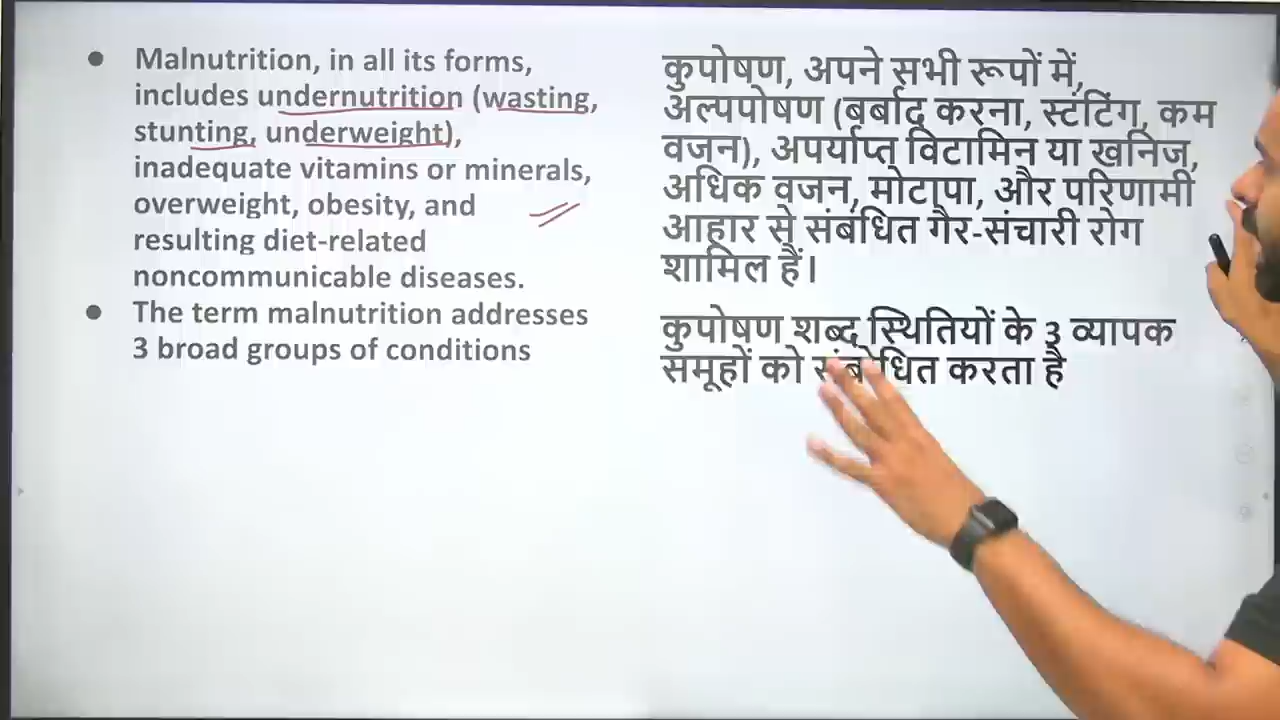 Malnutrition, in all its forms,
includes undernutrition (wasting,
stunting, underweight),
inadequate vitamins or minerals,
overweight, obesity, and
resulting diet-related
noncommunicable diseases.
The term malnutrition addresses
3 broad groups of conditions
कुपोषण, अपने सभी रूपों में,
अल्पपोषण (बर्बाद करना, स्टंटिंग, कम
वजन), अपर्याप्त विटामिन या खनिज,
अधिक वजन, मोटापा, और परिणामी
आहार से संबंधित गैर-संचारी रोग
शामिल हैं।
कुपोषण शब्द स्थितियों के 3 व्यापक
समूहों को संबोधित करता है